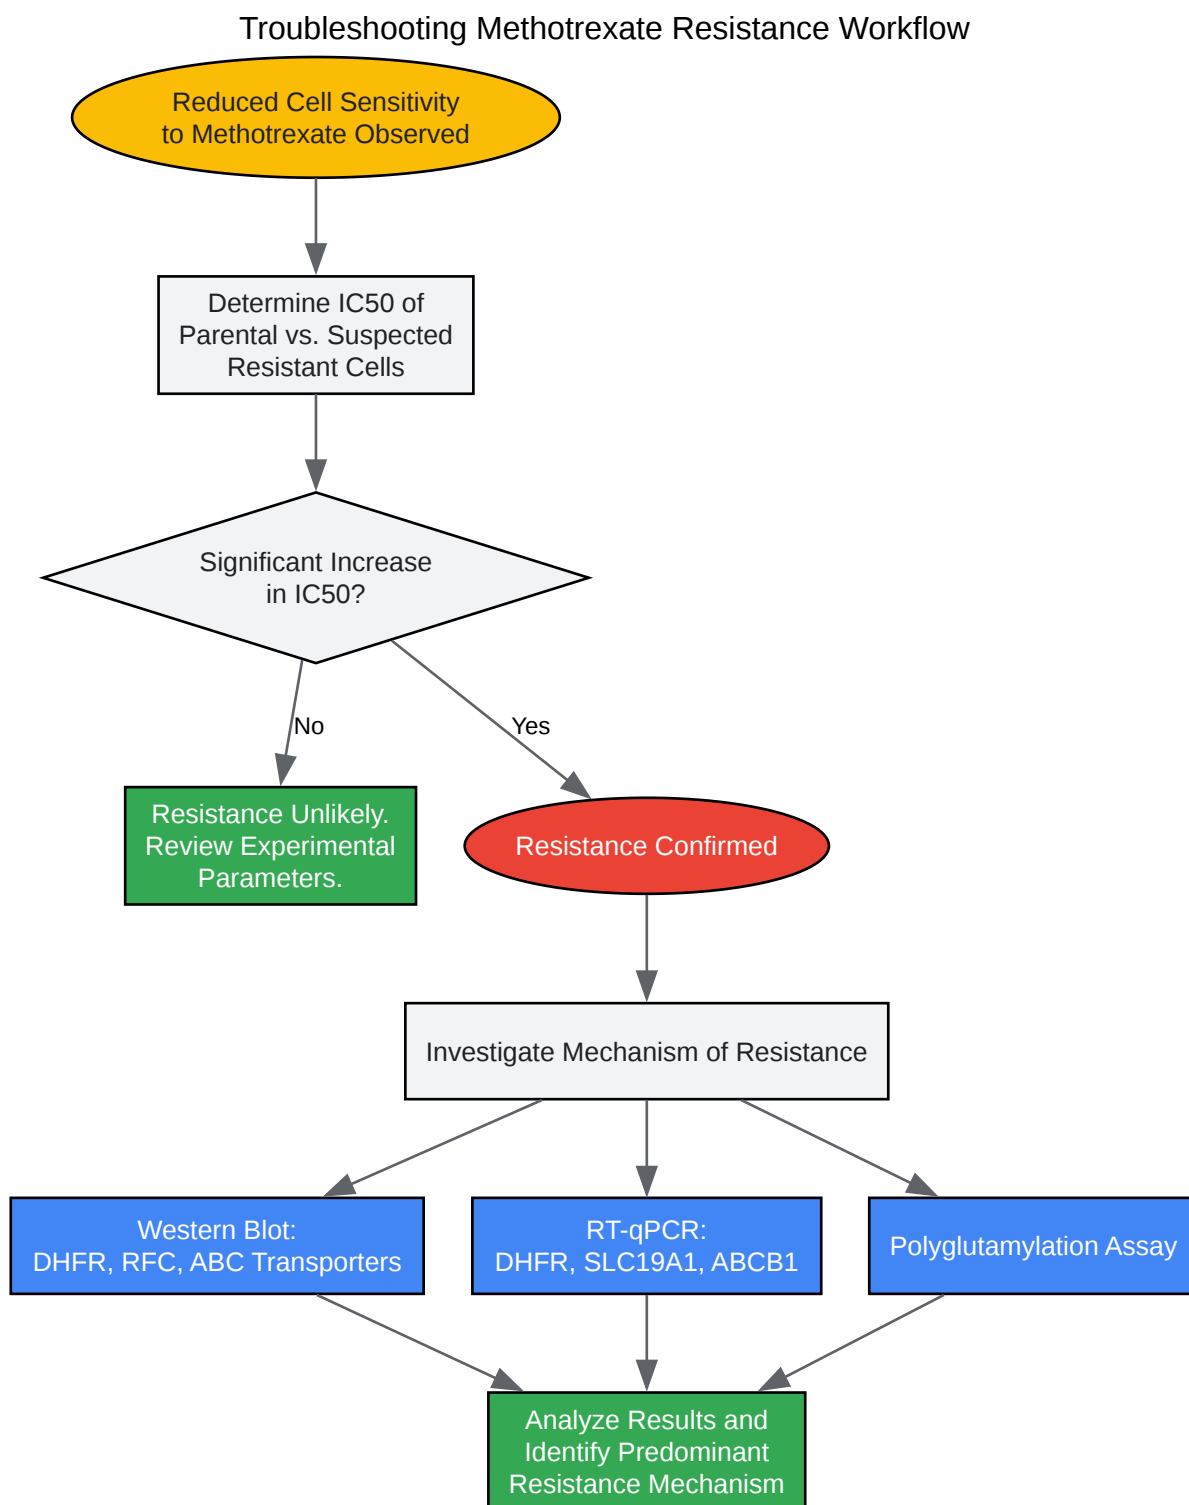 Troubleshooting Methotrexate Resistance Workflow
Reduced Cell Sensitivity
to Methotrexate Observed
Determine IC50 of
Parental vs. Suspected
Resistant Cells
Significant Increase
in IC50?
No
Yes
Resistance Unlikely.
Review Experimental
Parameters.
Resistance Confirmed
Investigate Mechanism of Resistance
Western Blot:
DHFR, RFC, ABC Transporters
RT-qPCR:
DHFR, SLC19A1, ABCB1
Polyglutamylation Assay
Analyze Results and
Identify Predominant
Resistance Mechanism